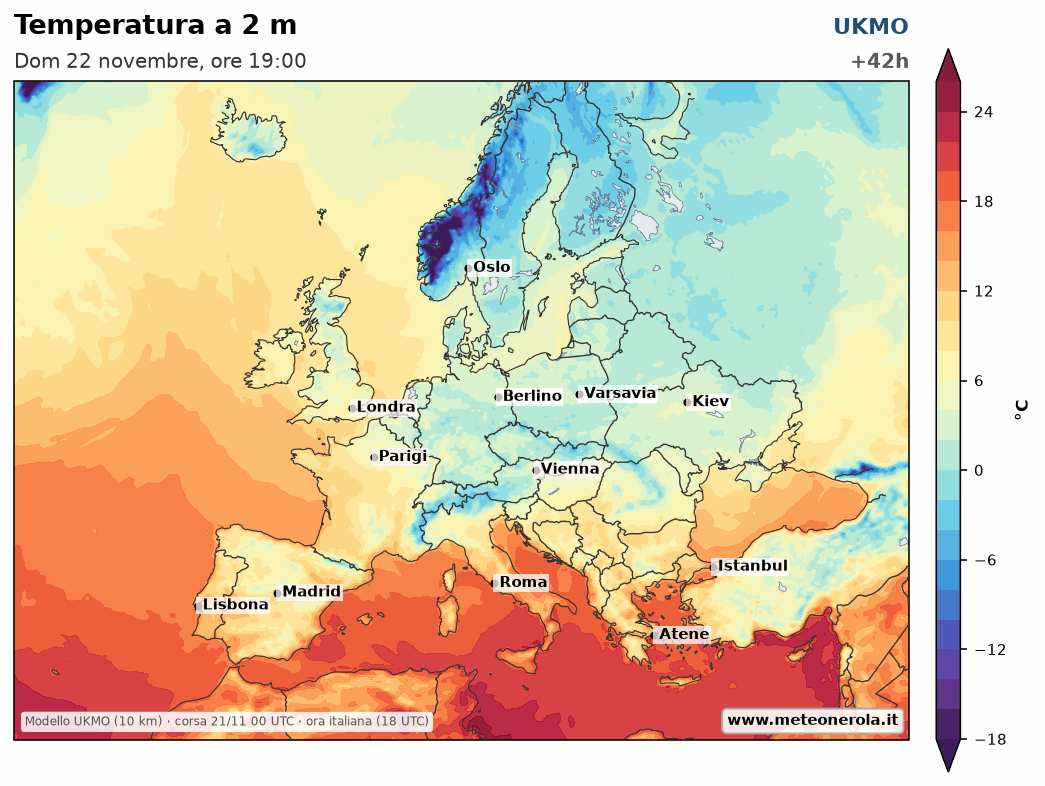 Temperatura a 2 m
UKMO
Dom 22 novembre, ore 19:00
+42h
24
18
12
6
0
−6
−12
−18
°C
Oslo
Londra
Berlino
Varsavia
Kiev
Parigi
Vienna
Istanbul
Roma
Madrid
Lisbona
Atene
Modello UKMO (10 km) · corsa 21/11 00 UTC · ora italiana (18 UTC)
www.meteonerola.it